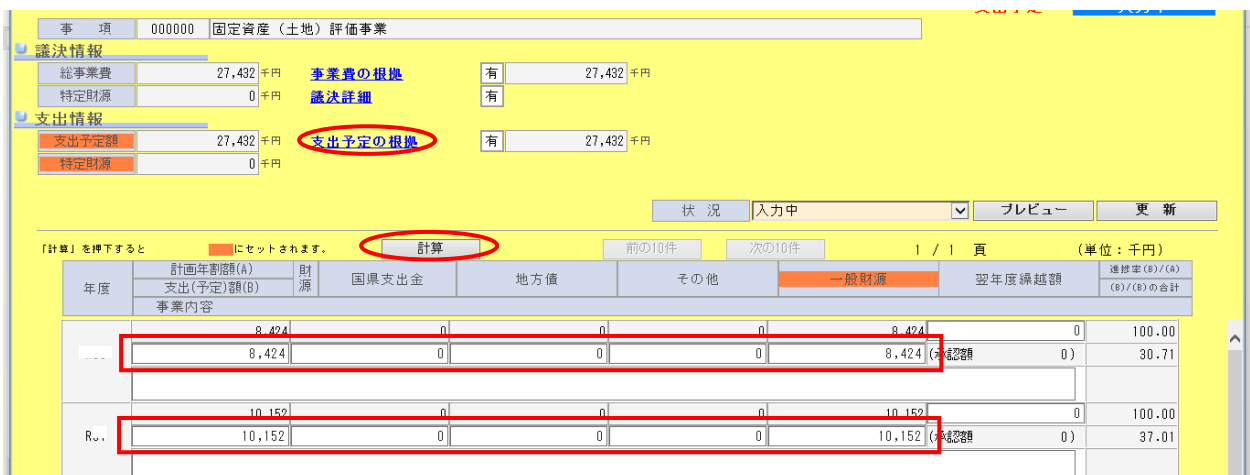 事　項 000000 固定資産（土地）評価事業
議決情報
総事業費 27,432 千円 事業費の根拠 有 27,432 千円
特定財源 0 千円 議決詳細 有
支出情報
支出予定額 27,432 千円 支出予定の根拠 有 27,432 千円
特定財源 0 千円
状　況 入力中 プレビュー 更　新
「計算」を押下すると にセットされます。 計算 前の10件 次の10件 1 / 1 頁 （単位：千円）
年度 計画年割額(A) 財源 国県支出金 地方債 その他 一般財源 翌年度繰越額 進捗率(B)/(A)
支出(予定)額(B) (B)/(B)の合計
事業内容
8,424 0 0 0 8,424 0 100.00
8,424 0 0 0 8,424 (承認額 0) 30.71
10,152 0 0 0 10,152 0 100.00
10,152 0 0 0 10,152 (承認額 0) 37.01